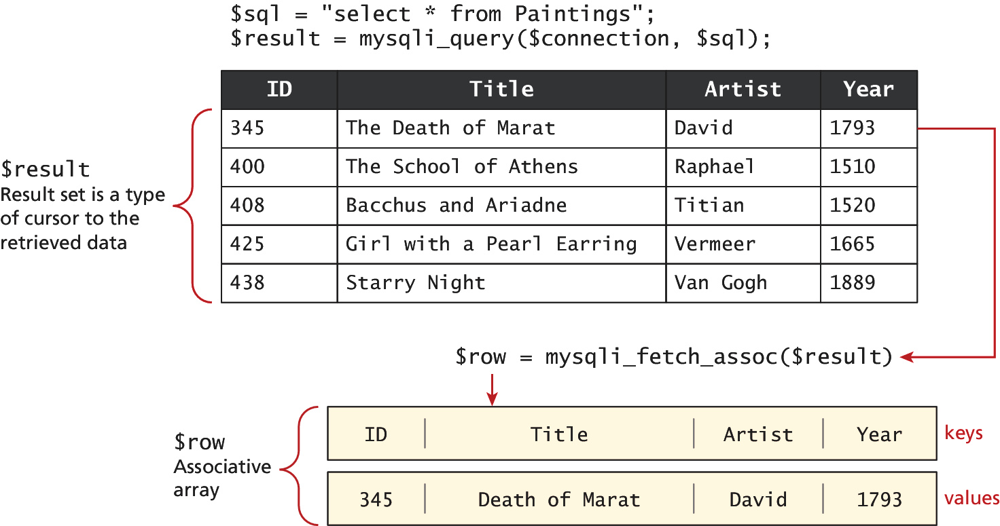 $sql = "select * from Paintings";
$result = mysqli_query($connection, $sql);
ID Title Artist Year
345 The Death of Marat David 1793
400 The School of Athens Raphael 1510
408 Bacchus and Ariadne Titian 1520
425 Girl with a Pearl Earring Vermeer 1665
438 Starry Night Van Gogh 1889
$result
Result set is a type
of cursor to the
retrieved data
$row = mysqli_fetch_assoc($result)
$row
Associative
array
ID Title Artist Year keys
345 Death of Marat David 1793 values